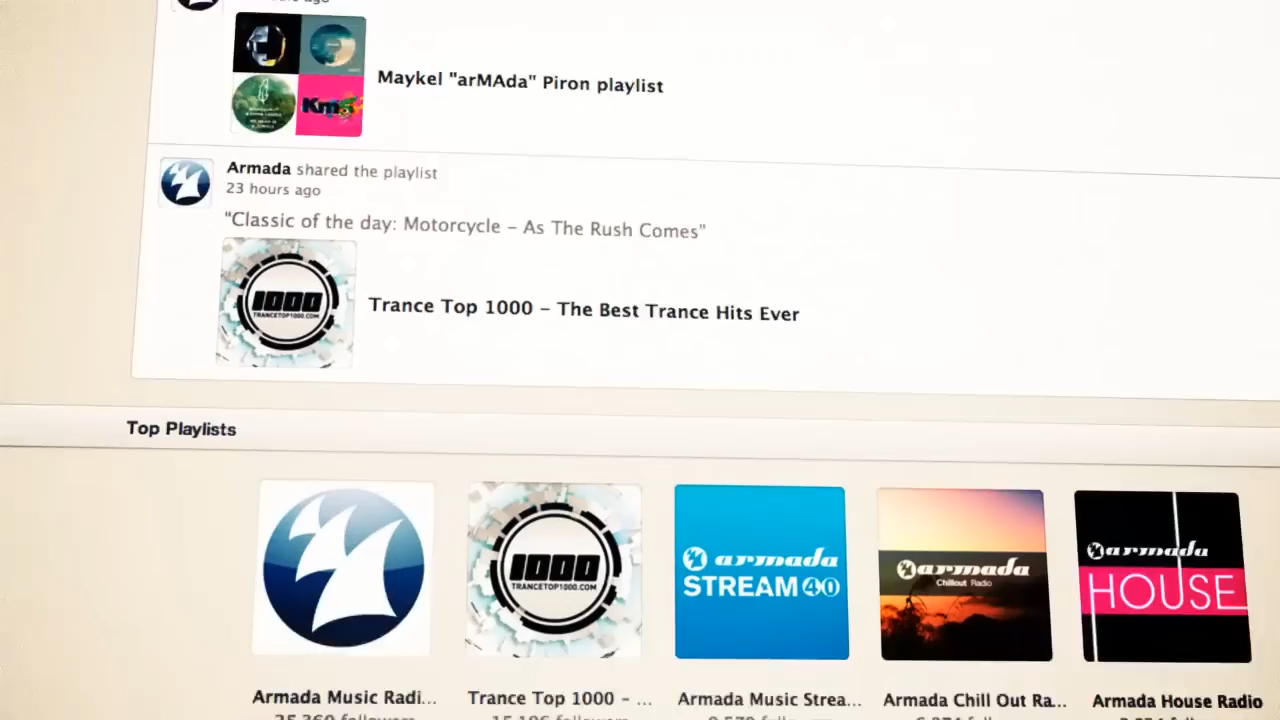 Maykel "arMAda" Piron playlist
Armada shared the playlist
23 hours ago
"Classic of the day: Motorcycle – As The Rush Comes"
1000
TRANCETOP1000.COM
Trance Top 1000 – The Best Trance Hits Ever
Top Playlists
1000
TRANCETOP1000.COM
armada
STREAM 40
armada
Chillout Radio
armada
HOUSE
Armada Music Radi...
Trance Top 1000 – ...
Armada Music Strea...
Armada Chill Out Ra...
Armada House Radio